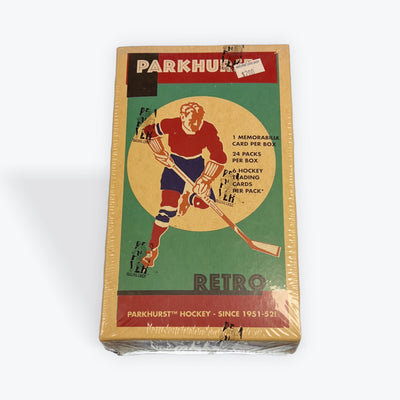 PARKHURST
$200
1 MEMORABILIA
CARD PER BOX
24 PACKS
PER BOX
6 HOCKEY
TRADING
CARDS
PER PACK*
RETRO
PARKHURST™ HOCKEY - SINCE 1951-52!